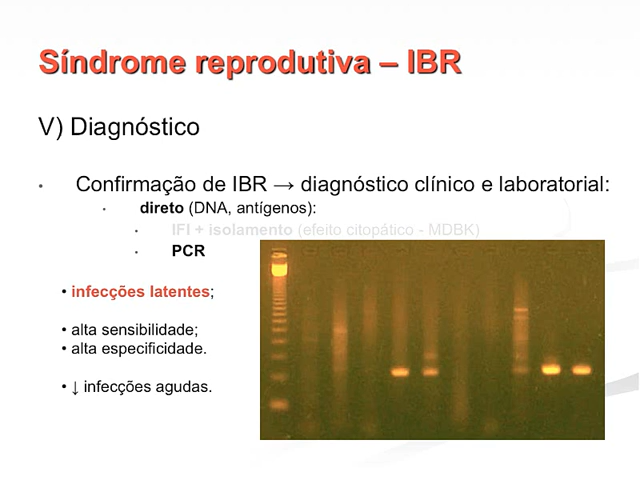 Síndrome reprodutiva – IBR
V) Diagnóstico
• Confirmação de IBR → diagnóstico clínico e laboratorial:
• direto (DNA, antígenos):
• IFI + isolamento (efeito citopático - MDBK)
• PCR
• infecções latentes;
• alta sensibilidade;
• alta especificidade.
• ↓ infecções agudas.